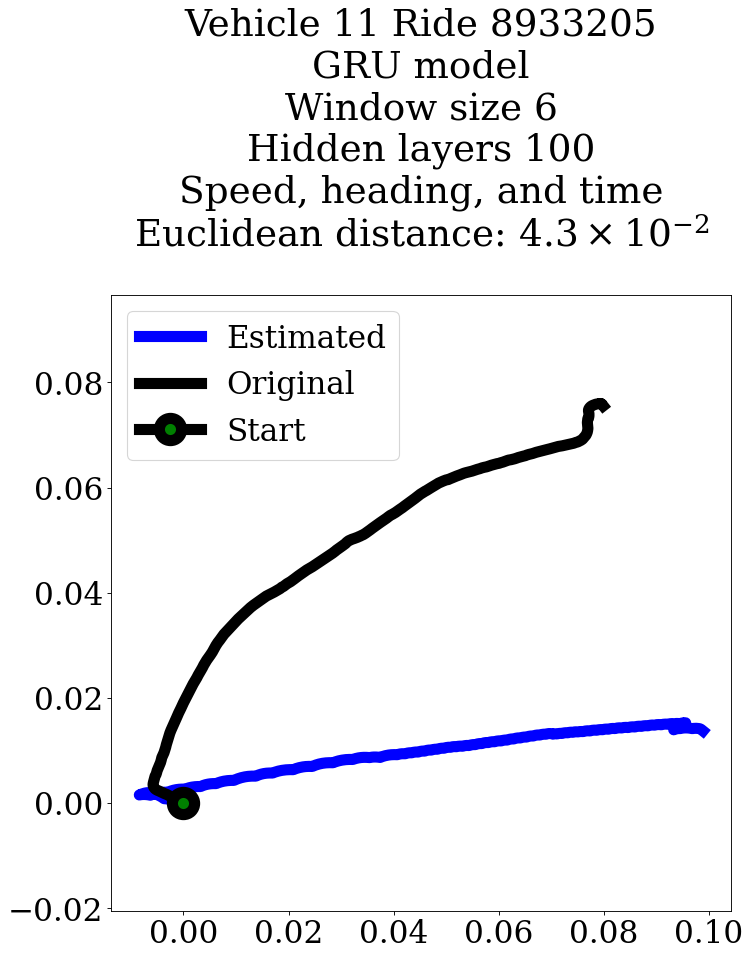 Vehicle 11 Ride 8933205
GRU model
Window size 6
Hidden layers 100
Speed, heading, and time
Euclidean distance: 4.3 × 10⁻²
Estimated
Original
Start
0.08
0.06
0.04
0.02
0.00
−0.02
0.00 0.02 0.04 0.06 0.08 0.10